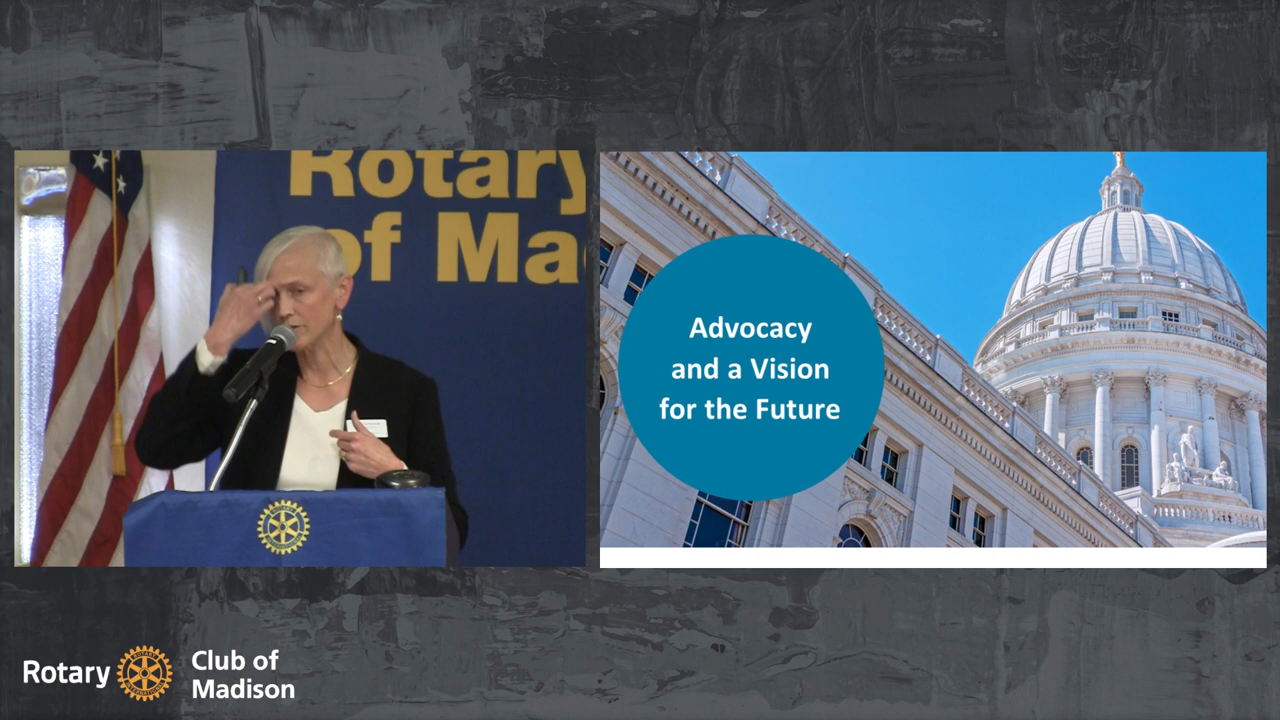 Rotary
of Ma
Advocacy
and a Vision
for the Future
Rotary
Club of
Madison